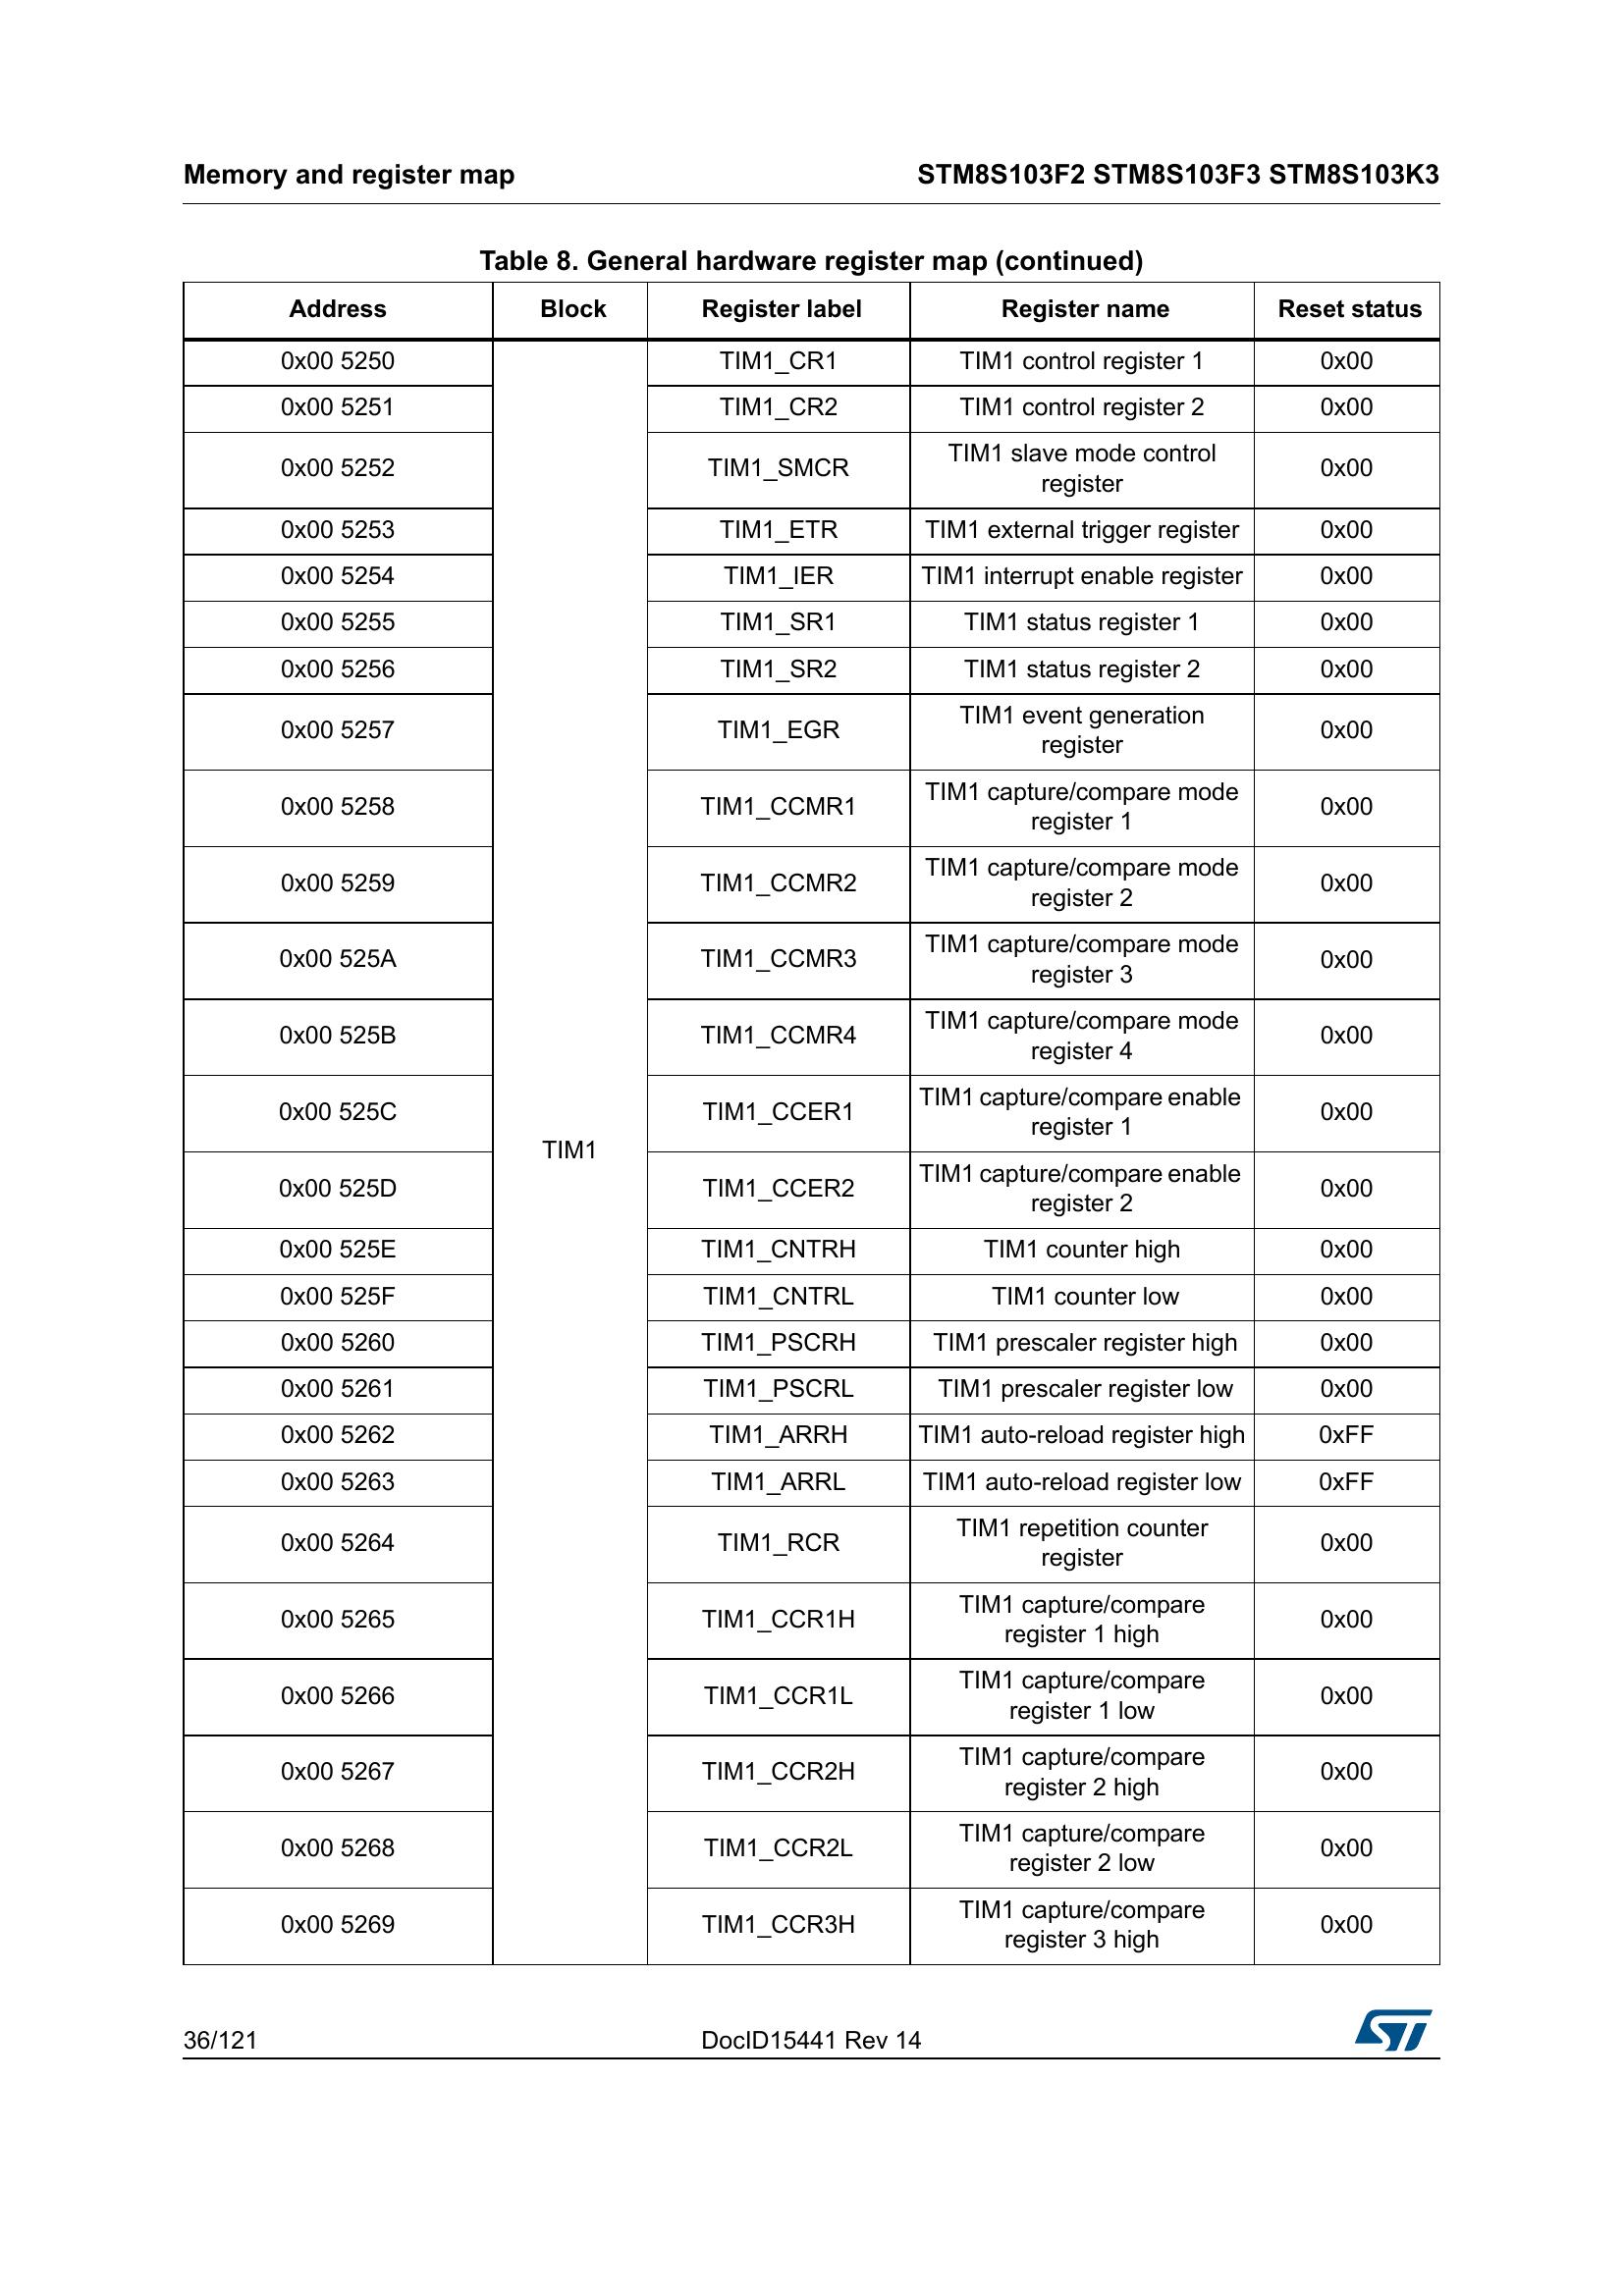 Memory and register map
STM8S103F2 STM8S103F3 STM8S103K3
Table 8. General hardware register map (continued)
Address Block Register label Register name Reset status
0x00 5250 TIM1_CR1 TIM1 control register 1 0x00
0x00 5251 TIM1_CR2 TIM1 control register 2 0x00
0x00 5252 TIM1_SMCR TIM1 slave mode control
register 0x00
0x00 5253 TIM1_ETR TIM1 external trigger register 0x00
0x00 5254 TIM1_IER TIM1 interrupt enable register 0x00
0x00 5255 TIM1_SR1 TIM1 status register 1 0x00
0x00 5256 TIM1_SR2 TIM1 status register 2 0x00
0x00 5257 TIM1_EGR TIM1 event generation
register 0x00
0x00 5258 TIM1_CCMR1 TIM1 capture/compare mode
register 1 0x00
0x00 5259 TIM1_CCMR2 TIM1 capture/compare mode
register 2 0x00
0x00 525A TIM1_CCMR3 TIM1 capture/compare mode
register 3 0x00
0x00 525B TIM1_CCMR4 TIM1 capture/compare mode
register 4 0x00
0x00 525C TIM1_CCER1 TIM1 capture/compare enable
register 1 0x00
TIM1
0x00 525D TIM1_CCER2 TIM1 capture/compare enable
register 2 0x00
0x00 525E TIM1_CNTRH TIM1 counter high 0x00
0x00 525F TIM1_CNTRL TIM1 counter low 0x00
0x00 5260 TIM1_PSCRH TIM1 prescaler register high 0x00
0x00 5261 TIM1_PSCRL TIM1 prescaler register low 0x00
0x00 5262 TIM1_ARRH TIM1 auto-reload register high 0xFF
0x00 5263 TIM1_ARRL TIM1 auto-reload register low 0xFF
0x00 5264 TIM1_RCR TIM1 repetition counter
register 0x00
0x00 5265 TIM1_CCR1H TIM1 capture/compare
register 1 high 0x00
0x00 5266 TIM1_CCR1L TIM1 capture/compare
register 1 low 0x00
0x00 5267 TIM1_CCR2H TIM1 capture/compare
register 2 high 0x00
0x00 5268 TIM1_CCR2L TIM1 capture/compare
register 2 low 0x00
0x00 5269 TIM1_CCR3H TIM1 capture/compare
register 3 high 0x00
36/121 DocID15441 Rev 14
ST